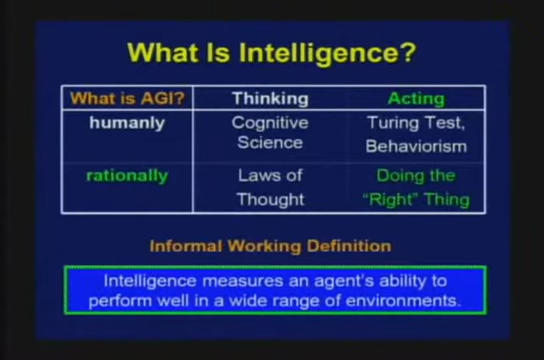 What Is Intelligence?
What is AGI? Thinking Acting
humanly Cognitive Turing Test,
Science Behaviorism
rationally Laws of Doing the
Thought "Right" Thing
Informal Working Definition
Intelligence measures an agent's ability to
perform well in a wide range of environments.